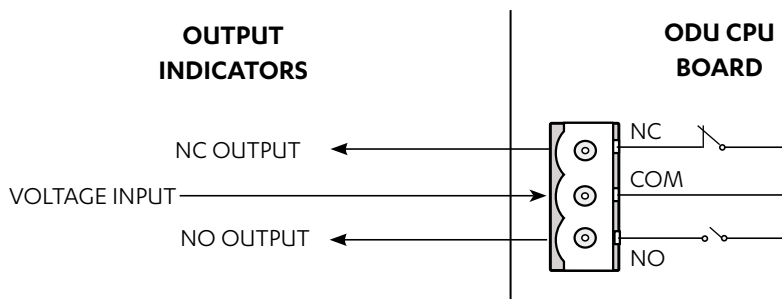 OUTPUT
INDICATORS
ODU CPU
BOARD
NC OUTPUT
NC
VOLTAGE INPUT
COM
NO OUTPUT
NO